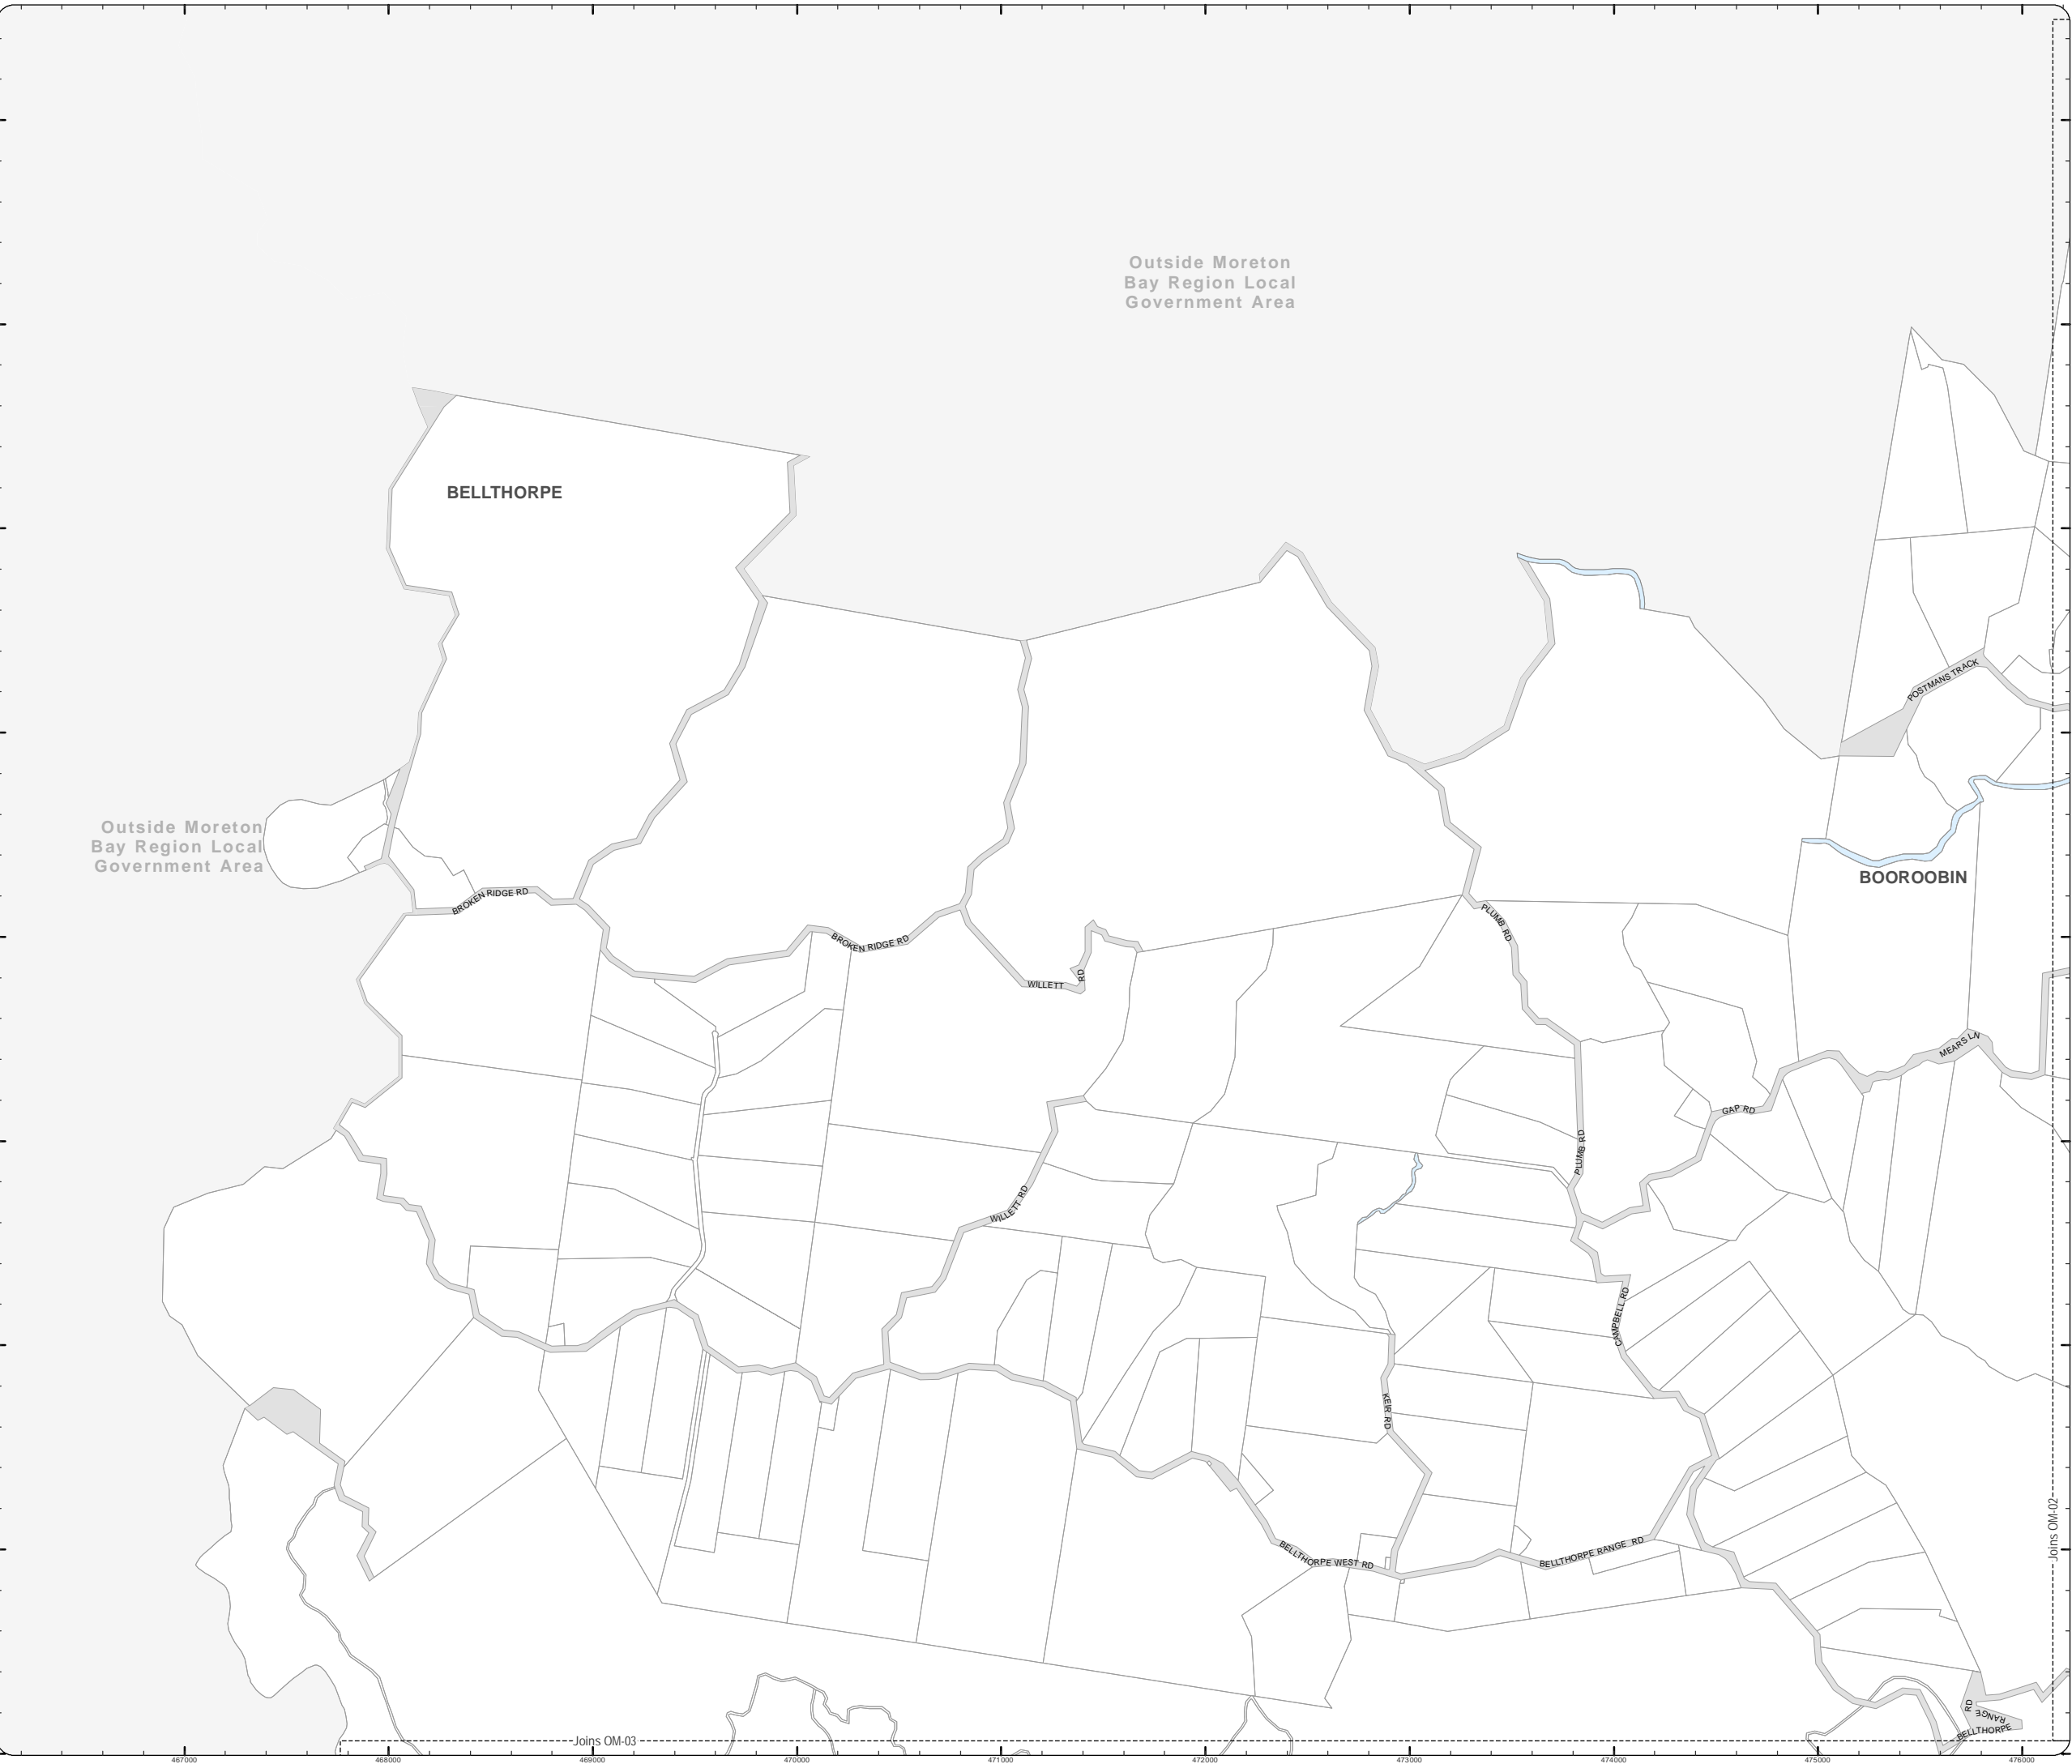 Outside Moreton
Bay Region Local
Government Area
BELLTHORPE
POSTMANS TRACK
Outside Moreton
Bay Region Local
Government Area
BOOROOBIN
BROKEN RIDGE RD
BROKEN RIDGE RD
PLUMB RD
WILLETT
RD
MEARS LN
GAP RD
PLUMB RD
WILLETT RD
CAMPBELL RD
KEIR RD
BELLTHORPE WEST RD
BELLTHORPE RANGE RD
Joins OM-02
RD
RANGE
BELLTHORPE
Joins OM-03
467000
468000
469000
470000
471000
472000
473000
474000
475000
476000